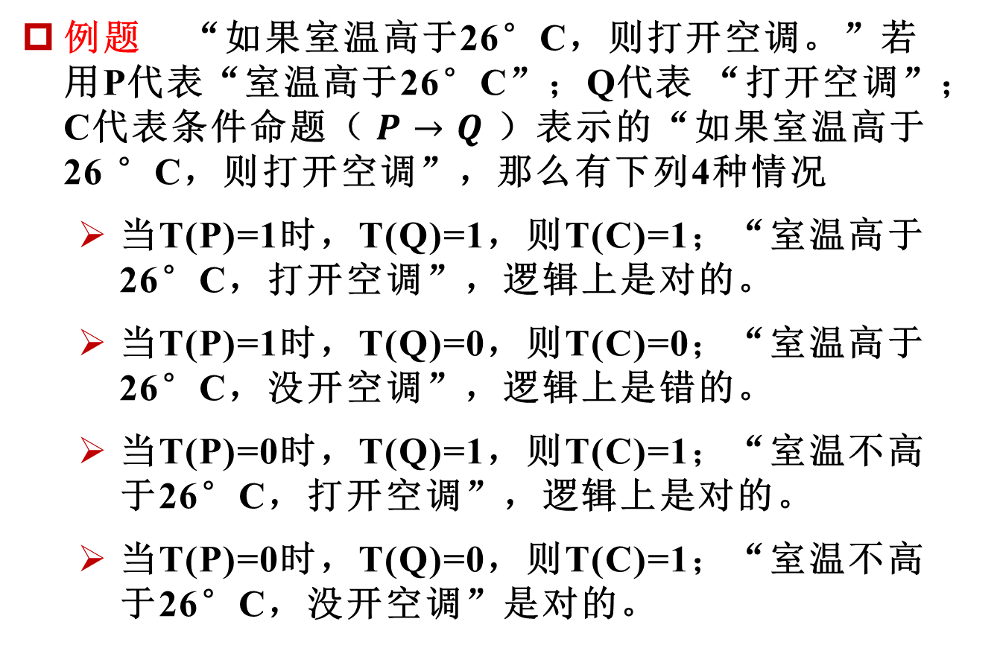 例题 “如果室温高于26°C，则打开空调。”若
用P代表“室温高于26°C”；Q代表 “打开空调”；
C代表条件命题（ P → Q ）表示的“如果室温高于
26 °C，则打开空调”，那么有下列4种情况
当T(P)=1时，T(Q)=1，则T(C)=1；“室温高于
26°C，打开空调”，逻辑上是对的。
当T(P)=1时，T(Q)=0，则T(C)=0；“室温高于
26°C，没开空调”，逻辑上是错的。
当T(P)=0时，T(Q)=1，则T(C)=1；“室温不高
于26°C，打开空调”，逻辑上是对的。
当T(P)=0时，T(Q)=0，则T(C)=1；“室温不高
于26°C，没开空调”是对的。